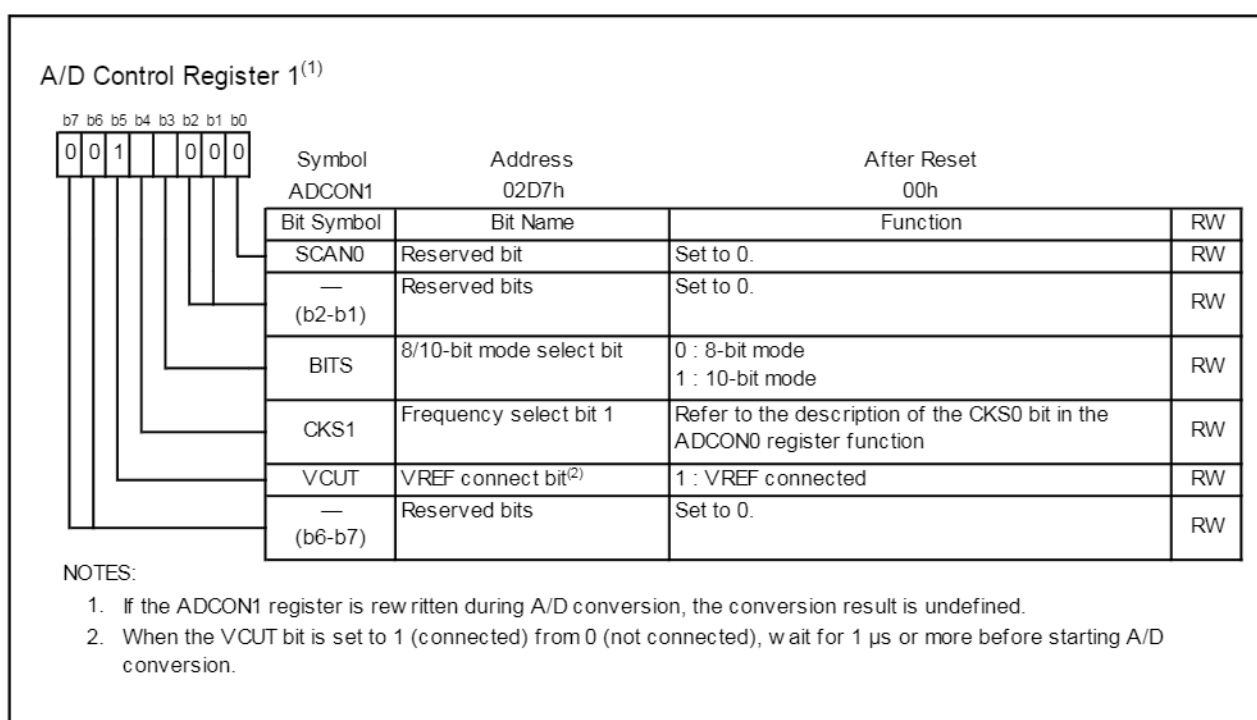 A/D Control Register 1(1)
b7 b6 b5 b4 b3 b2 b1 b0
0 0 1 0 0 0
Symbol Address After Reset
ADCON1 02D7h 00h
Bit Symbol Bit Name Function RW
SCAN0 Reserved bit Set to 0. RW
— (b2-b1) Reserved bits Set to 0. RW
BITS 8/10-bit mode select bit 0 : 8-bit mode
1 : 10-bit mode RW
CKS1 Frequency select bit 1 Refer to the description of the CKS0 bit in the
ADCON0 register function RW
VCUT VREF connect bit(2) 1 : VREF connected RW
— (b6-b7) Reserved bits Set to 0. RW
NOTES:
1. If the ADCON1 register is rewritten during A/D conversion, the conversion result is undefined.
2. When the VCUT bit is set to 1 (connected) from 0 (not connected), wait for 1 µs or more before starting A/D
conversion.